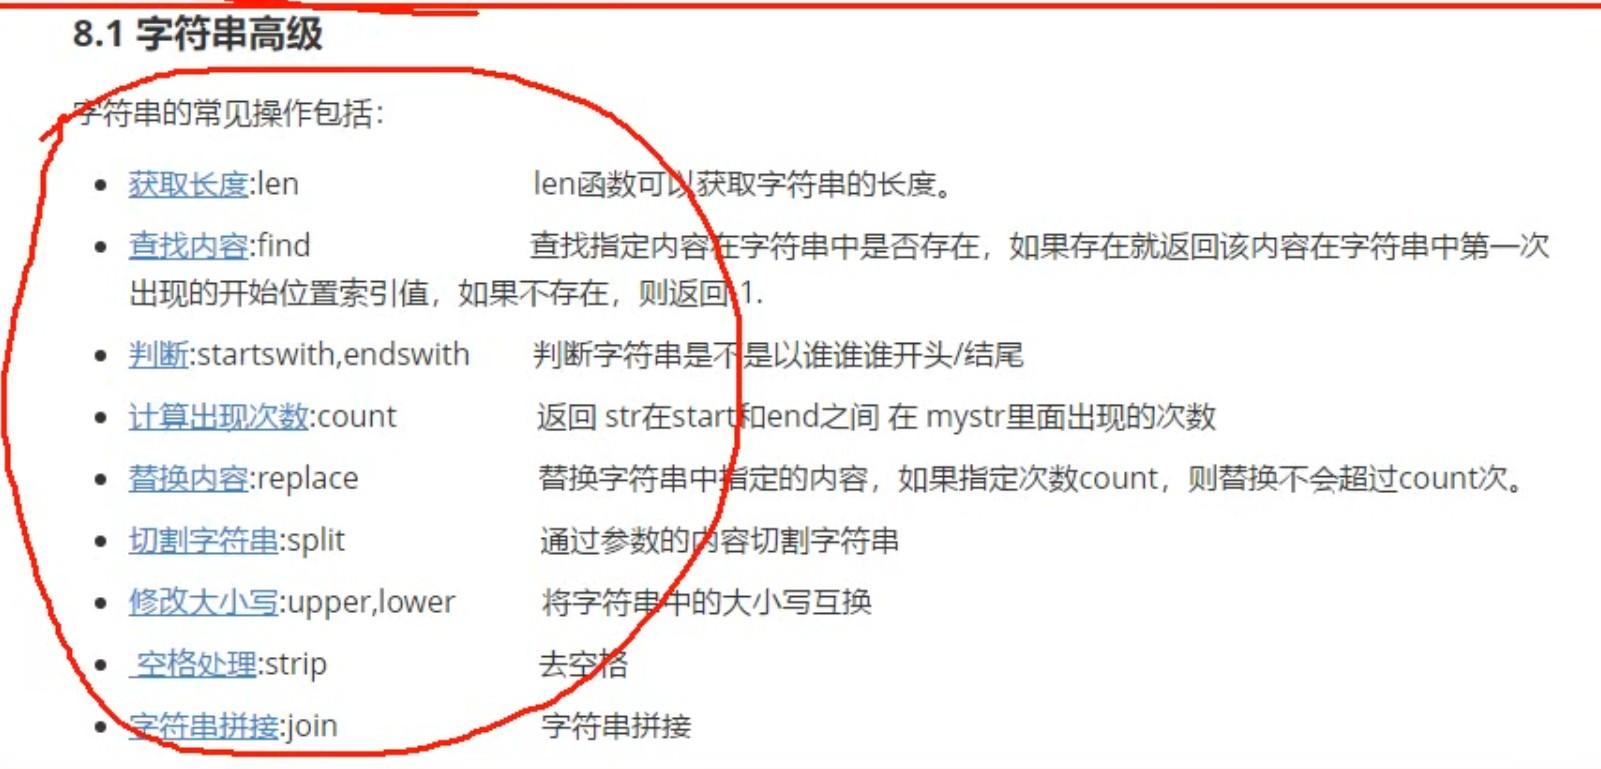 8.1 字符串高级
字符串的常见操作包括：
获取长度:len len函数可以获取字符串的长度。
查找内容:find 查找指定内容在字符串中是否存在，如果存在就返回该内容在字符串中第一次
出现的开始位置索引值，如果不存在，则返回-1.
判断:startswith,endswith 判断字符串是不是以谁谁谁开头/结尾
计算出现次数:count 返回 str在start和end之间 在 mystr里面出现的次数
替换内容:replace 替换字符串中指定的内容，如果指定次数count，则替换不会超过count次。
切割字符串:split 通过参数的内容切割字符串
修改大小写:upper,lower 将字符串中的大小写互换
空格处理:strip 去空格
字符串拼接:join 字符串拼接